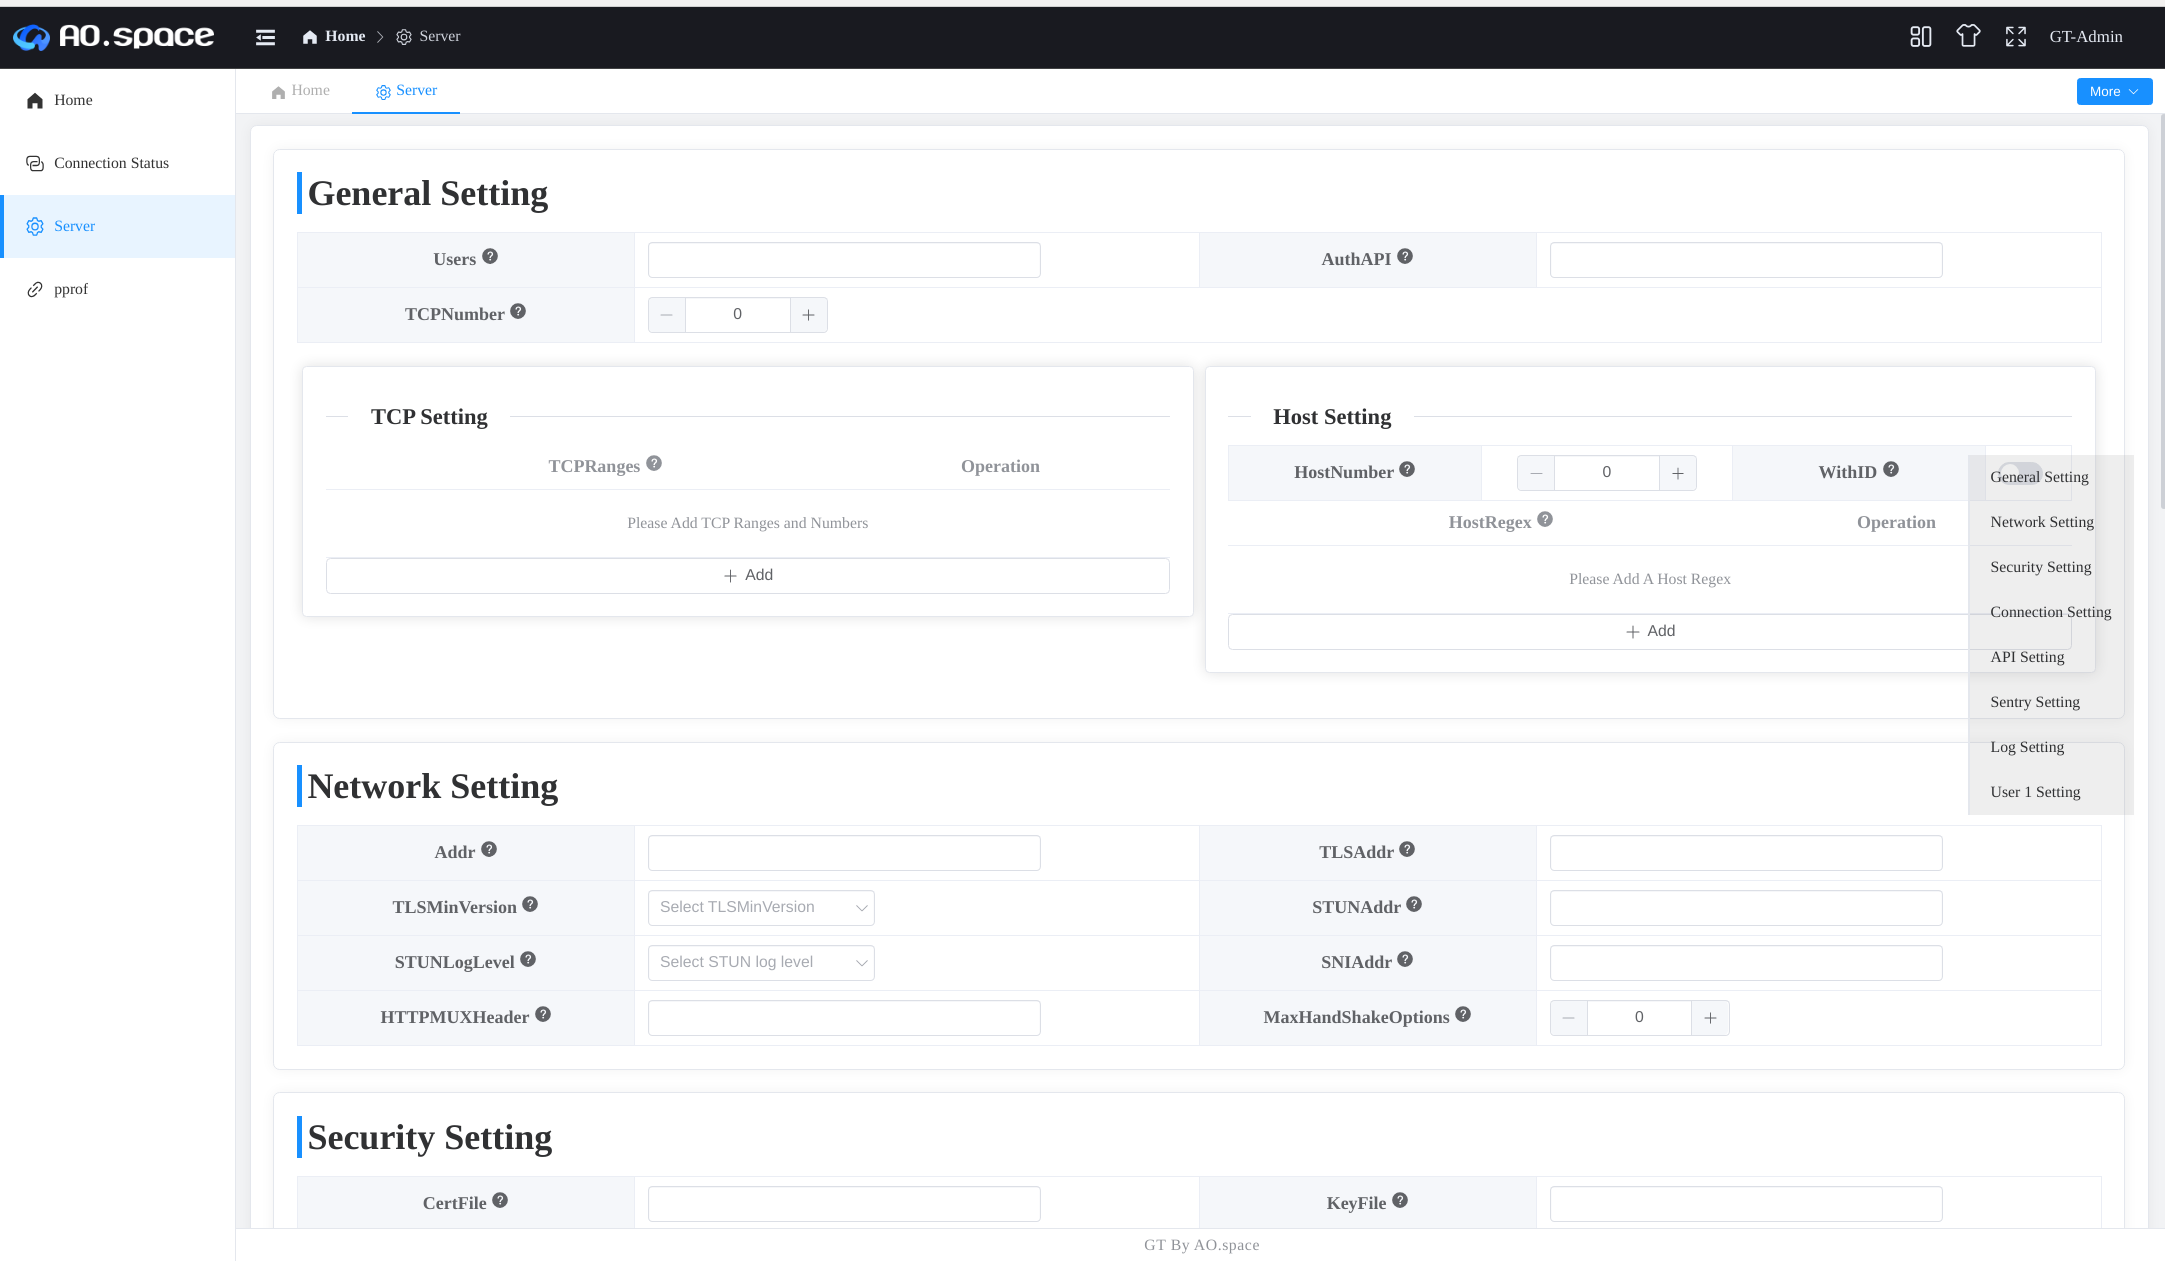 AO.space
Home
Server
GT-Admin
Home
Connection Status
Server
pprof
Home
Server
More
General Setting
Users
AuthAPI
TCPNumber
0
TCP Setting
TCPRanges
Operation
Please Add TCP Ranges and Numbers
Add
Host Setting
HostNumber
0
WithID
HostRegex
Operation
Please Add A Host Regex
Add
General Setting
Network Setting
Security Setting
Connection Setting
API Setting
Sentry Setting
Log Setting
User 1 Setting
Network Setting
Addr
TLSAddr
TLSMinVersion
Select TLSMinVersion
STUNAddr
STUNLogLevel
Select STUN log level
SNIAddr
HTTPMUXHeader
MaxHandShakeOptions
0
Security Setting
CertFile
KeyFile
GT By AO.space